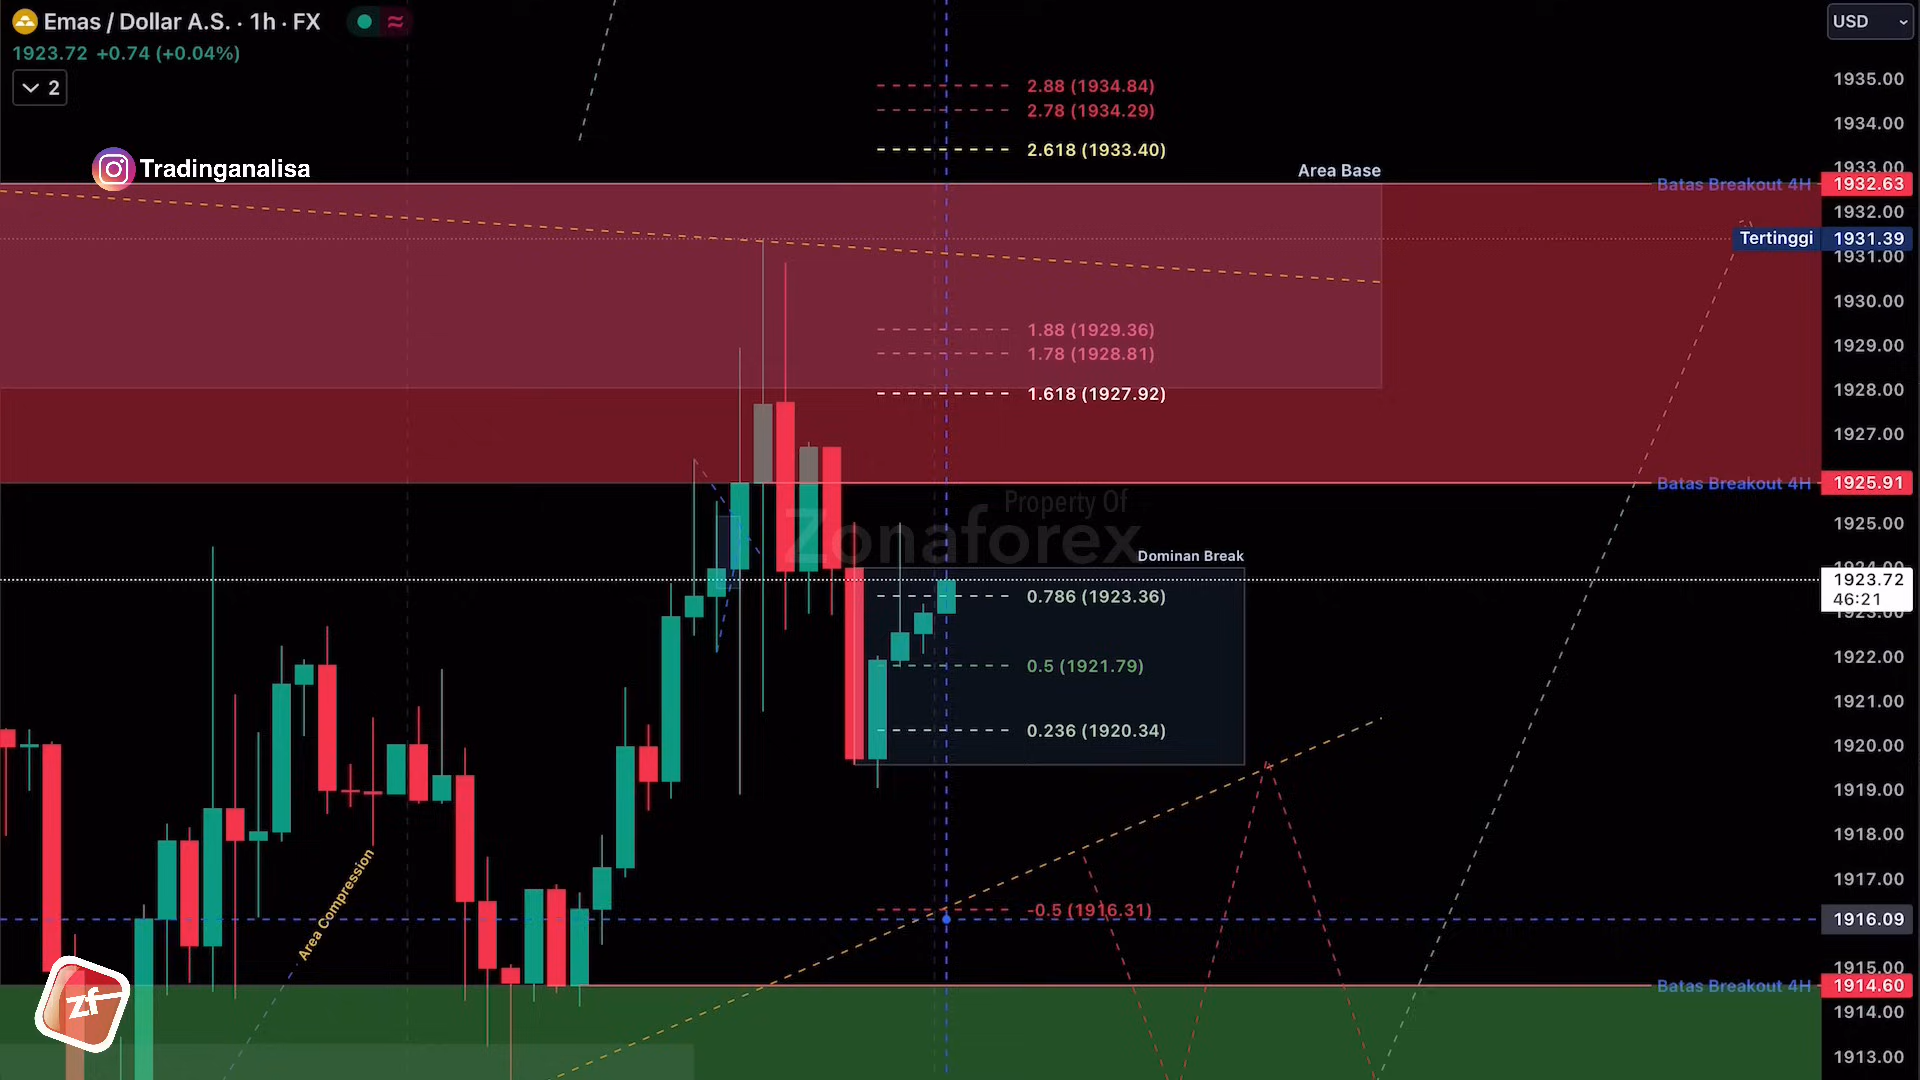 Emas / Dollar A.S. · 1h · FX
USD
1923.72 +0.74 (+0.04%)
2
1935.00
2.88 (1934.84)
2.78 (1934.29)
1934.00
2.618 (1933.40)
Tradinganalisa
Area Base
1933.00
Batas Breakout 4H 1932.63
1932.00
Tertinggi 1931.39
1931.00
1930.00
1.88 (1929.36)
1.78 (1928.81)
1929.00
1.618 (1927.92)
1928.00
1927.00
Batas Breakout 4H 1925.91
Property Of
Zonaforex
1925.00
Dominan Break
1924.00
1923.72
46:21
0.786 (1923.36)
1923.00
0.5 (1921.79)
1922.00
1921.00
0.236 (1920.34)
1920.00
1919.00
1918.00
1917.00
Area Compression
-0.5 (1916.31)
1916.09
1915.00
Batas Breakout 4H 1914.60
zf
1914.00
1913.00